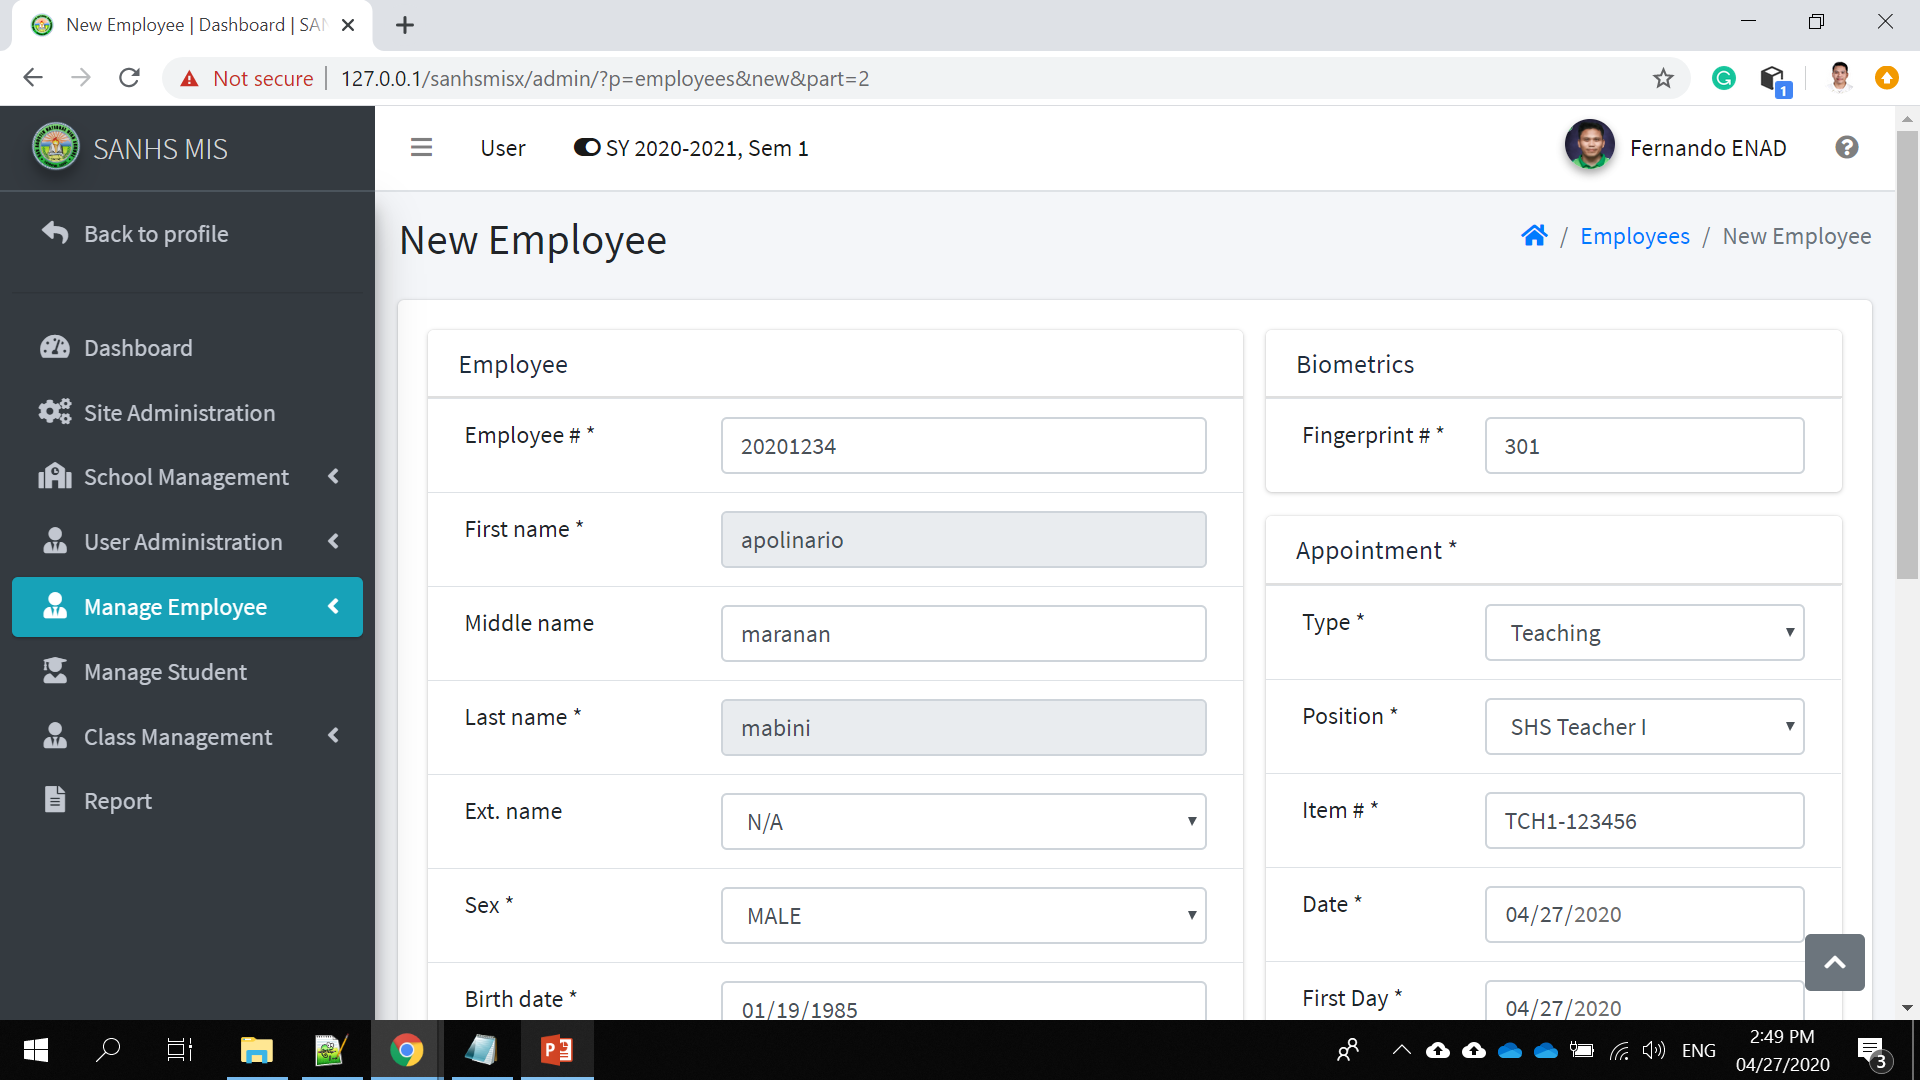 New Employee | Dashboard | SAN
Not secure
127.0.0.1/sanhsmisx/admin/?p=employees&new&part=2
1
SANHS MIS
User
SY 2020-2021, Sem 1
Fernando ENAD
Back to profile
Dashboard
Site Administration
School Management
User Administration
Manage Employee
Manage Student
Class Management
Report
New Employee
/ Employees / New Employee
Employee
Employee # *
20201234
First name *
apolinario
Middle name
maranan
Last name *
mabini
Ext. name
N/A
Sex *
MALE
Birth date *
01/19/1985
Biometrics
Fingerprint # *
301
Appointment *
Type *
Teaching
Position *
SHS Teacher I
Item # *
TCH1-123456
Date *
04/27/2020
First Day *
04/27/2020
ENG
2:49 PM
04/27/2020
3